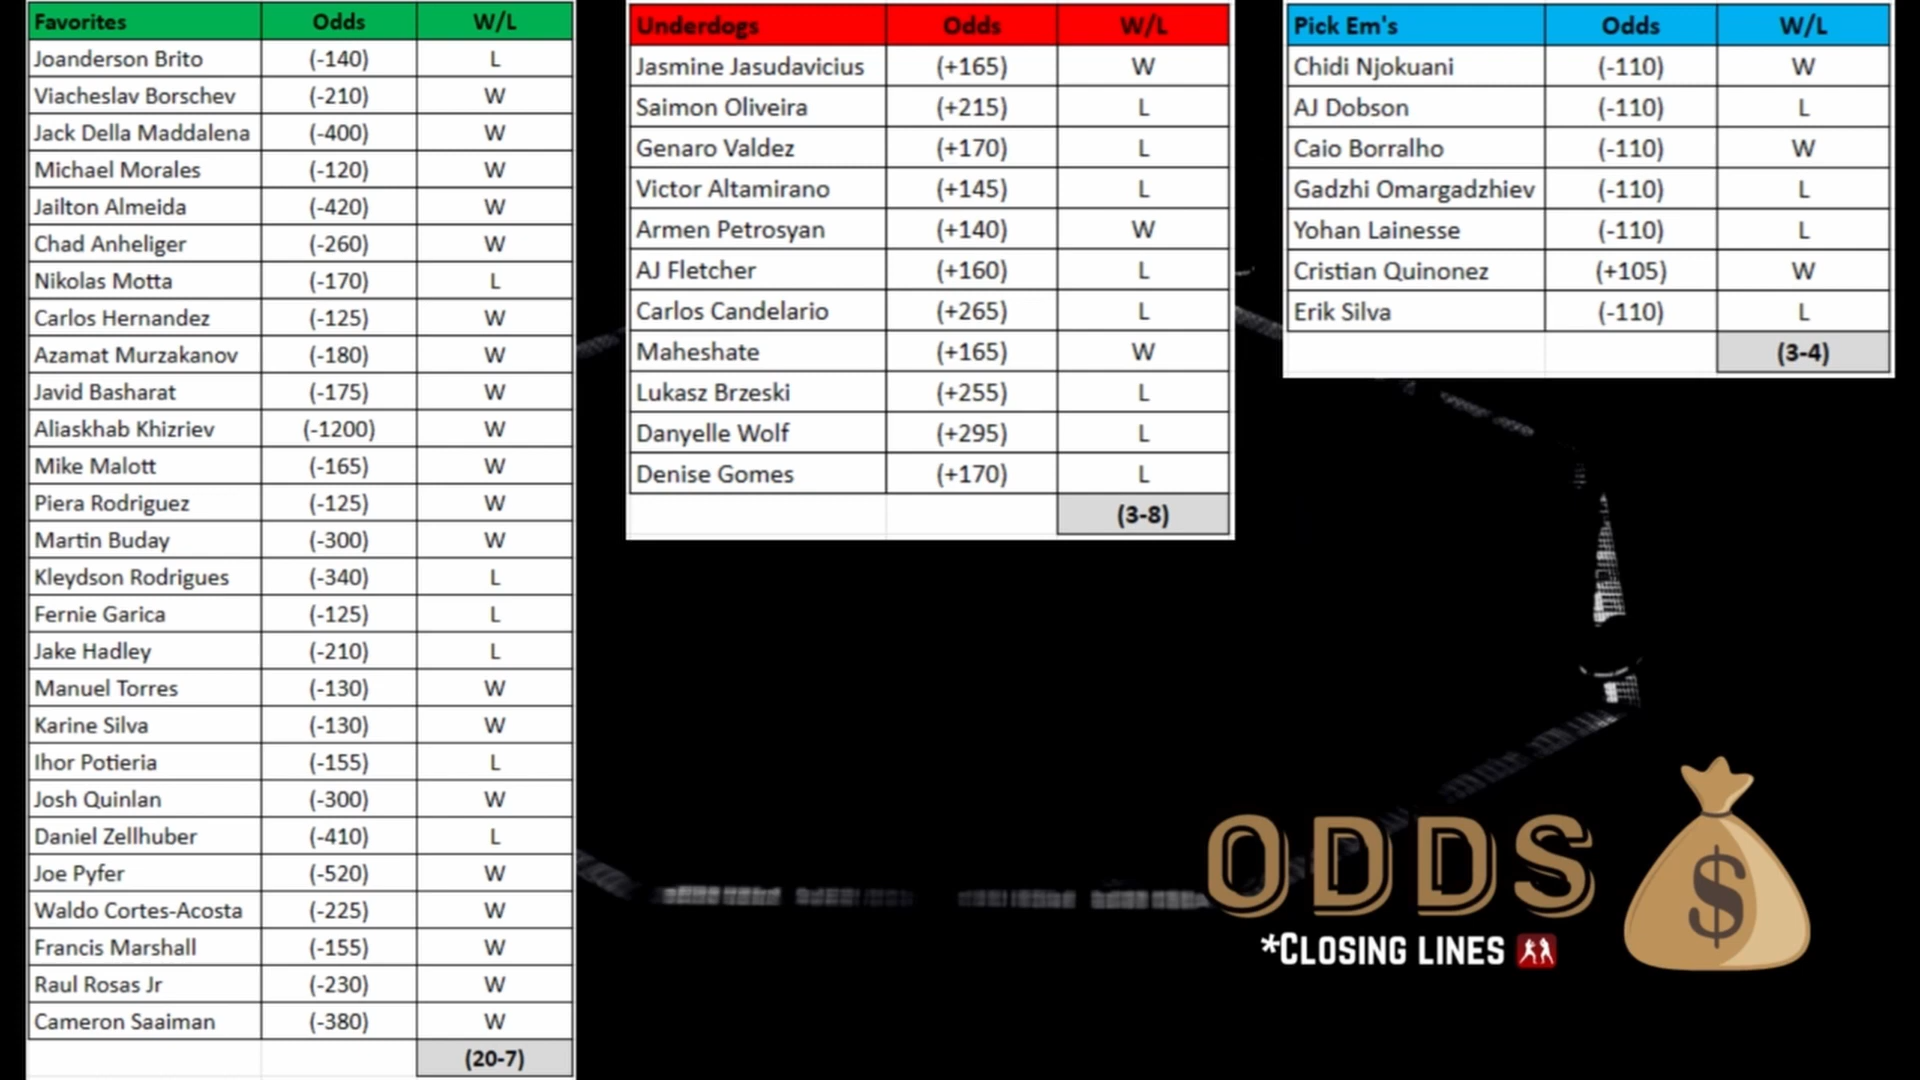 Favorites Odds W/L
Joanderson Brito (-140) L
Viacheslav Borschev (-210) W
Jack Della Maddalena (-400) W
Michael Morales (-120) W
Jailton Almeida (-420) W
Chad Anheliger (-260) W
Nikolas Motta (-170) L
Carlos Hernandez (-125) W
Azamat Murzakanov (-180) W
Javid Basharat (-175) W
Aliaskhab Khizriev (-1200) W
Mike Malott (-165) W
Piera Rodriguez (-125) W
Martin Buday (-300) W
Kleydson Rodrigues (-340) L
Fernie Garica (-125) L
Jake Hadley (-210) L
Manuel Torres (-130) W
Karine Silva (-130) W
Ihor Potieria (-155) L
Josh Quinlan (-300) W
Daniel Zellhuber (-410) L
Joe Pyfer (-520) W
Waldo Cortes-Acosta (-225) W
Francis Marshall (-155) W
Raul Rosas Jr (-230) W
Cameron Saaiman (-380) W
(20-7)
Underdogs Odds W/L
Jasmine Jasudavicius (+165) W
Saimon Oliveira (+215) L
Genaro Valdez (+170) L
Victor Altamirano (+145) L
Armen Petrosyan (+140) W
AJ Fletcher (+160) L
Carlos Candelario (+265) L
Maheshate (+165) W
Lukasz Brzeski (+255) L
Danyelle Wolf (+295) L
Denise Gomes (+170) L
(3-8)
Pick Em's Odds W/L
Chidi Njokuani (-110) W
AJ Dobson (-110) L
Caio Borralho (-110) W
Gadzhi Omargadzhiev (-110) L
Yohan Lainesse (-110) L
Cristian Quinonez (+105) W
Erik Silva (-110) L
(3-4)
ODDS
$
*CLOSING LINES